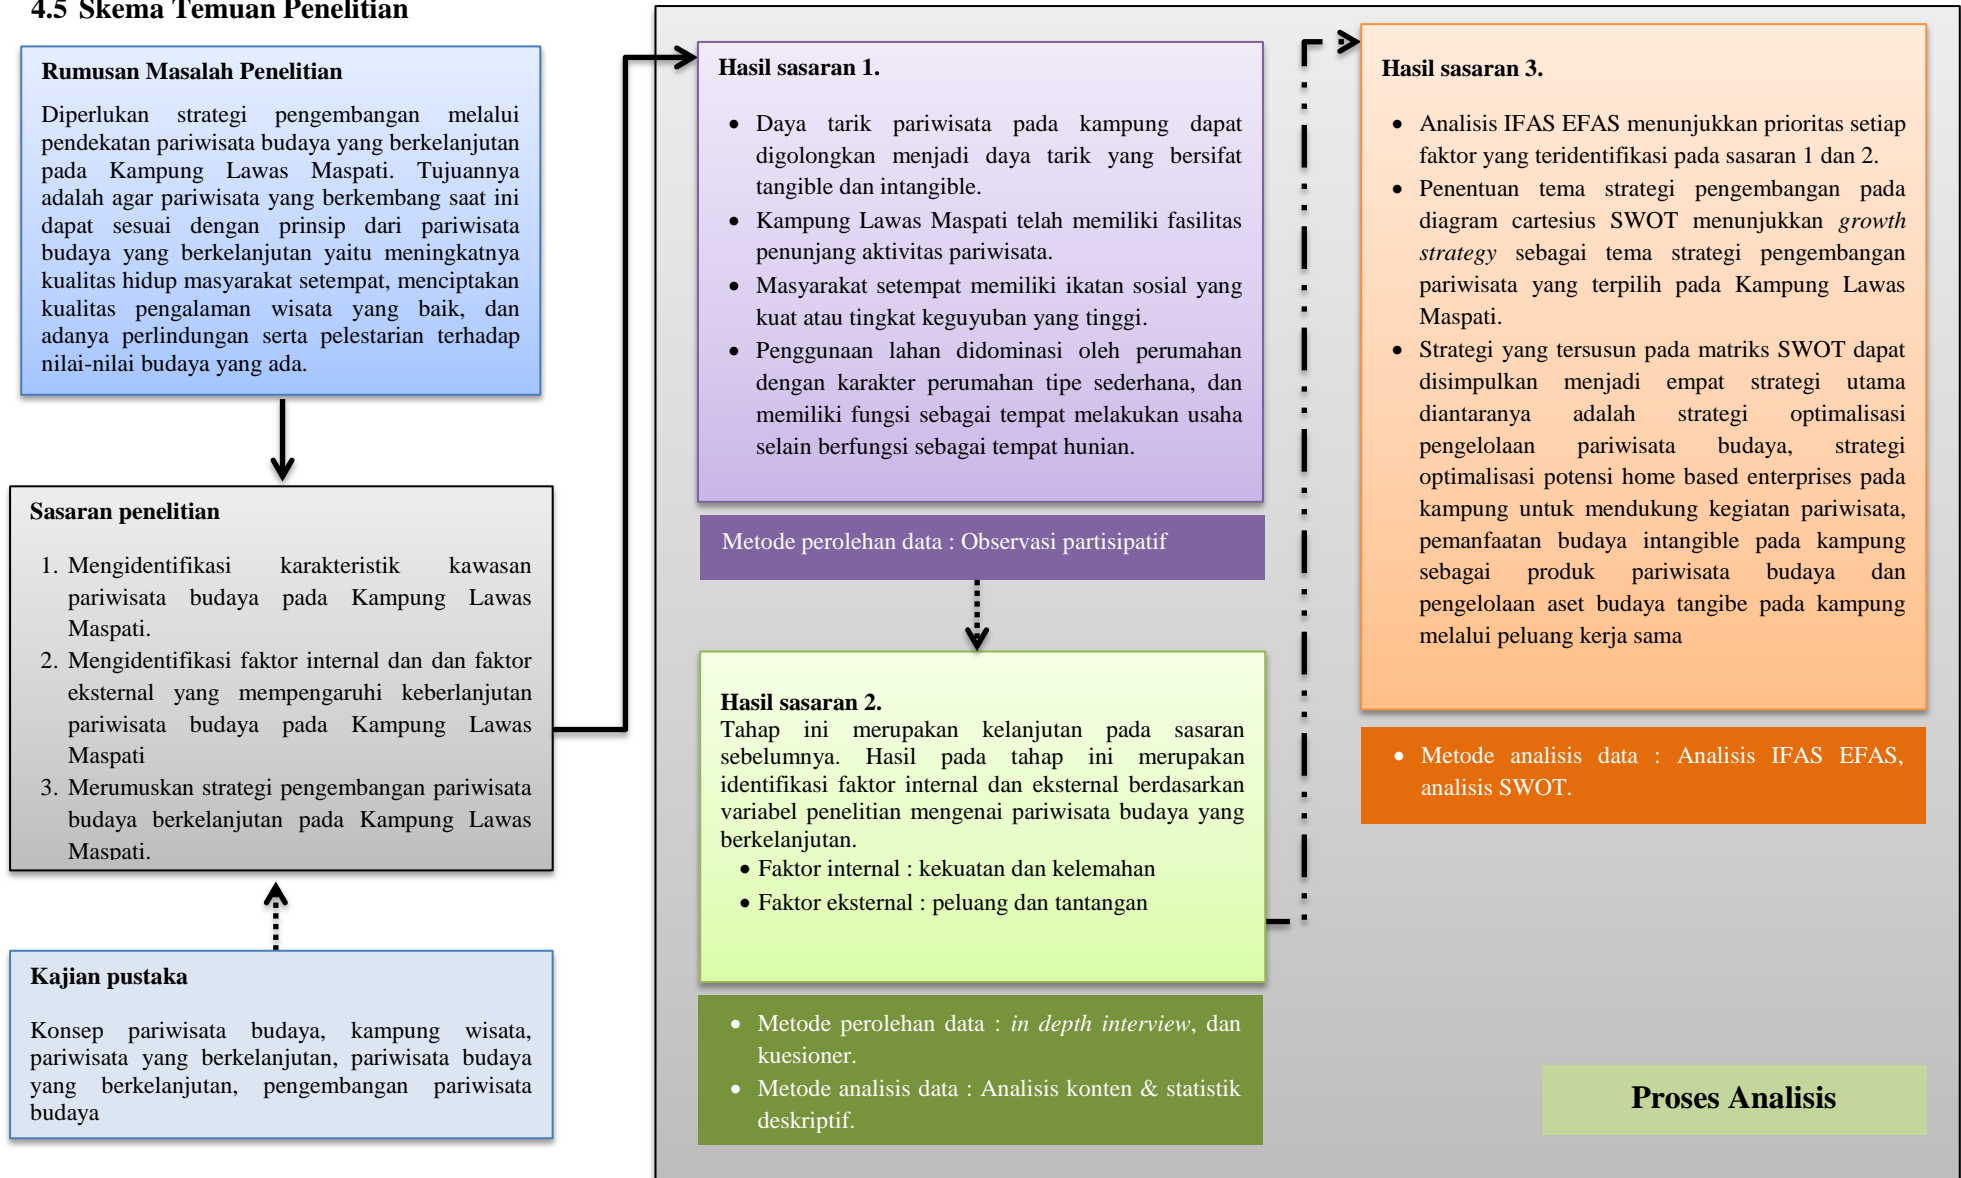 4.5 Skema Temuan Penelitian
Rumusan Masalah Penelitian
Diperlukan strategi pengembangan melalui
pendekatan pariwisata budaya yang berkelanjutan
pada Kampung Lawas Maspati. Tujuannya
adalah agar pariwisata yang berkembang saat ini
dapat sesuai dengan prinsip dari pariwisata
budaya yang berkelanjutan yaitu meningkatnya
kualitas hidup masyarakat setempat, menciptakan
kualitas pengalaman wisata yang baik, dan
adanya perlindungan serta pelestarian terhadap
nilai-nilai budaya yang ada.
Sasaran penelitian
1. Mengidentifikasi karakteristik kawasan
pariwisata budaya pada Kampung Lawas
Maspati.
2. Mengidentifikasi faktor internal dan dan faktor
eksternal yang mempengaruhi keberlanjutan
pariwisata budaya pada Kampung Lawas
Maspati
3. Merumuskan strategi pengembangan pariwisata
budaya berkelanjutan pada Kampung Lawas
Maspati.
Kajian pustaka
Konsep pariwisata budaya, kampung wisata,
pariwisata yang berkelanjutan, pariwisata budaya
yang berkelanjutan, pengembangan pariwisata
budaya
Hasil sasaran 1.
• Daya tarik pariwisata pada kampung dapat
digolongkan menjadi daya tarik yang bersifat
tangible dan intangible.
• Kampung Lawas Maspati telah memiliki fasilitas
penunjang aktivitas pariwisata.
• Masyarakat setempat memiliki ikatan sosial yang
kuat atau tingkat keguyuban yang tinggi.
• Penggunaan lahan didominasi oleh perumahan
dengan karakter perumahan tipe sederhana, dan
memiliki fungsi sebagai tempat melakukan usaha
selain berfungsi sebagai tempat hunian.
Metode perolehan data : Observasi partisipatif
Hasil sasaran 2.
Tahap ini merupakan kelanjutan pada sasaran
sebelumnya. Hasil pada tahap ini merupakan
identifikasi faktor internal dan eksternal berdasarkan
variabel penelitian mengenai pariwisata budaya yang
berkelanjutan.
• Faktor internal : kekuatan dan kelemahan
• Faktor eksternal : peluang dan tantangan
• Metode perolehan data : in depth interview, dan
kuesioner.
• Metode analisis data : Analisis konten & statistik
deskriptif.
Hasil sasaran 3.
• Analisis IFAS EFAS menunjukkan prioritas setiap
faktor yang teridentifikasi pada sasaran 1 dan 2.
• Penentuan tema strategi pengembangan pada
diagram cartesius SWOT menunjukkan growth
strategy sebagai tema strategi pengembangan
pariwisata yang terpilih pada Kampung Lawas
Maspati.
• Strategi yang tersusun pada matriks SWOT dapat
disimpulkan menjadi empat strategi utama
diantaranya adalah strategi optimalisasi
pengelolaan pariwisata budaya, strategi
optimalisasi potensi home based enterprises pada
kampung untuk mendukung kegiatan pariwisata,
pemanfaatan budaya intangible pada kampung
sebagai produk pariwisata budaya dan
pengelolaan aset budaya tangibe pada kampung
melalui peluang kerja sama
• Metode analisis data : Analisis IFAS EFAS,
analisis SWOT.
Proses Analisis